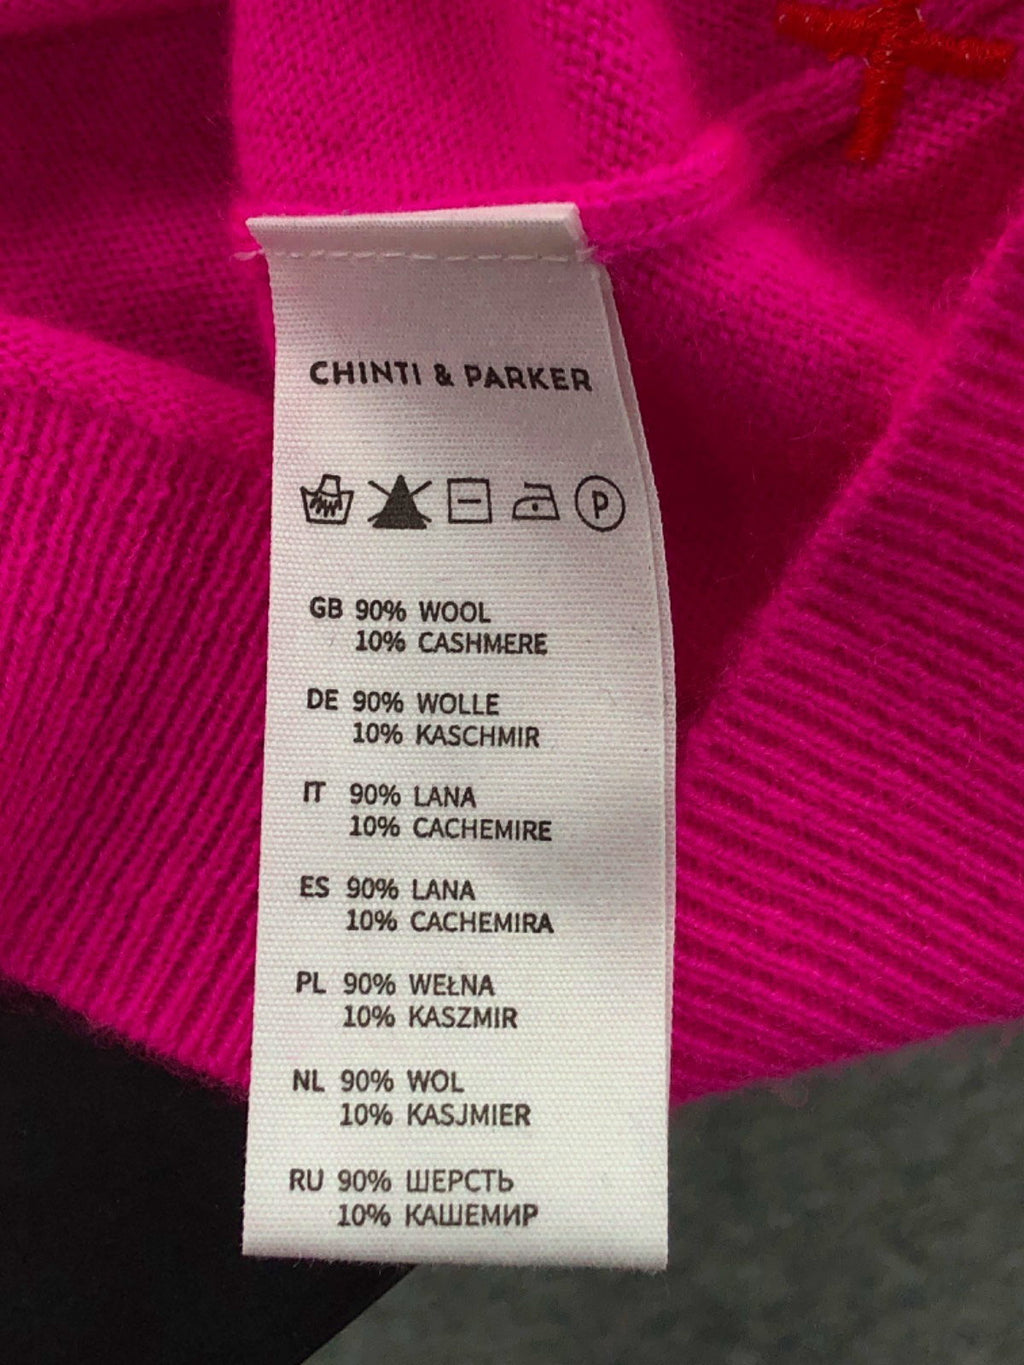 CHINTI & PARKER
P
GB 90% WOOL
10% CASHMERE
DE 90% WOLLE
10% KASCHMIR
IT 90% LANA
10% CACHEMIRE
ES 90% LANA
10% CACHEMIRA
PL 90% WEŁNA
10% KASZMIR
NL 90% WOL
10% KASJMIER
RU 90% ШЕРСТЬ
10% КАШЕМИР